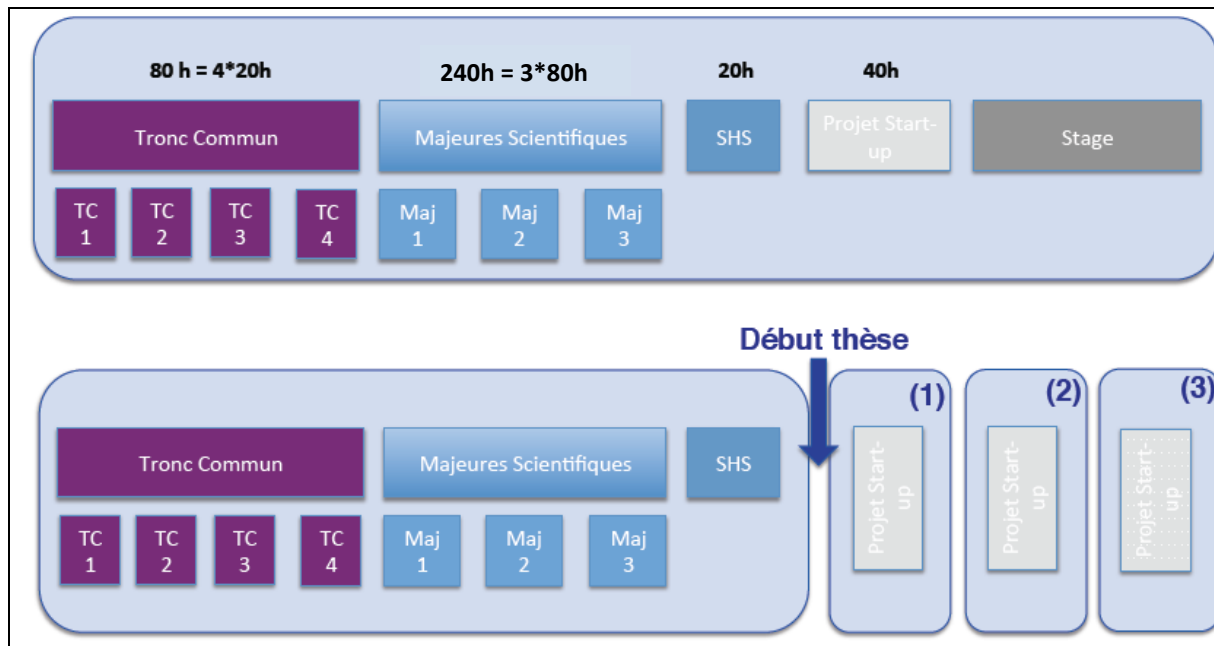 80 h = 4*20h
240h = 3*80h
20h
40h
Tronc Commun
Majeures Scientifiques
SHS
Projet Start-
up
Stage
TC
1
TC
2
TC
3
TC
4
Maj
1
Maj
2
Maj
3
Début thèse
(1)
(2)
(3)
Tronc Commun
Majeures Scientifiques
SHS
Projet Start-
up
Projet Start-
up
Projet Start-
up
TC
1
TC
2
TC
3
TC
4
Maj
1
Maj
2
Maj
3